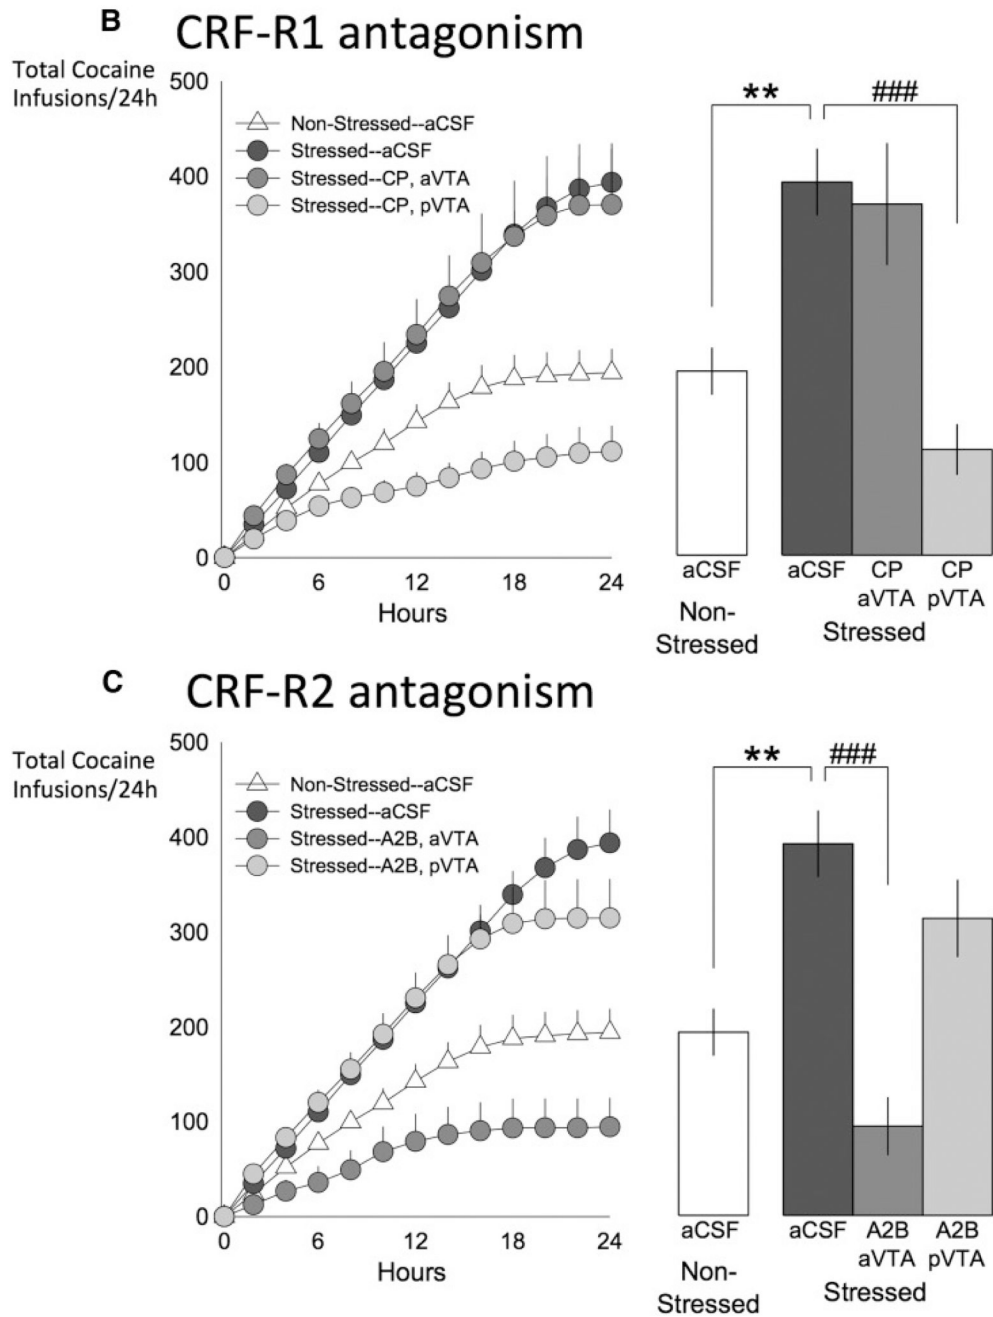 B
CRF-R1 antagonism
Total Cocaine
Infusions/24h
500
400
300
200
100
0
Non-Stressed--aCSF
Stressed--aCSF
Stressed--CP, aVTA
Stressed--CP, pVTA
0 6 12 18 24
Hours
** ###
aCSF aCSF CP CP
aVTA pVTA
Non-
Stressed
Stressed
C
CRF-R2 antagonism
Total Cocaine
Infusions/24h
500
400
300
200
100
0
Non-Stressed--aCSF
Stressed--aCSF
Stressed--A2B, aVTA
Stressed--A2B, pVTA
0 6 12 18 24
Hours
** ###
aCSF aCSF A2B A2B
aVTA pVTA
Non-
Stressed
Stressed